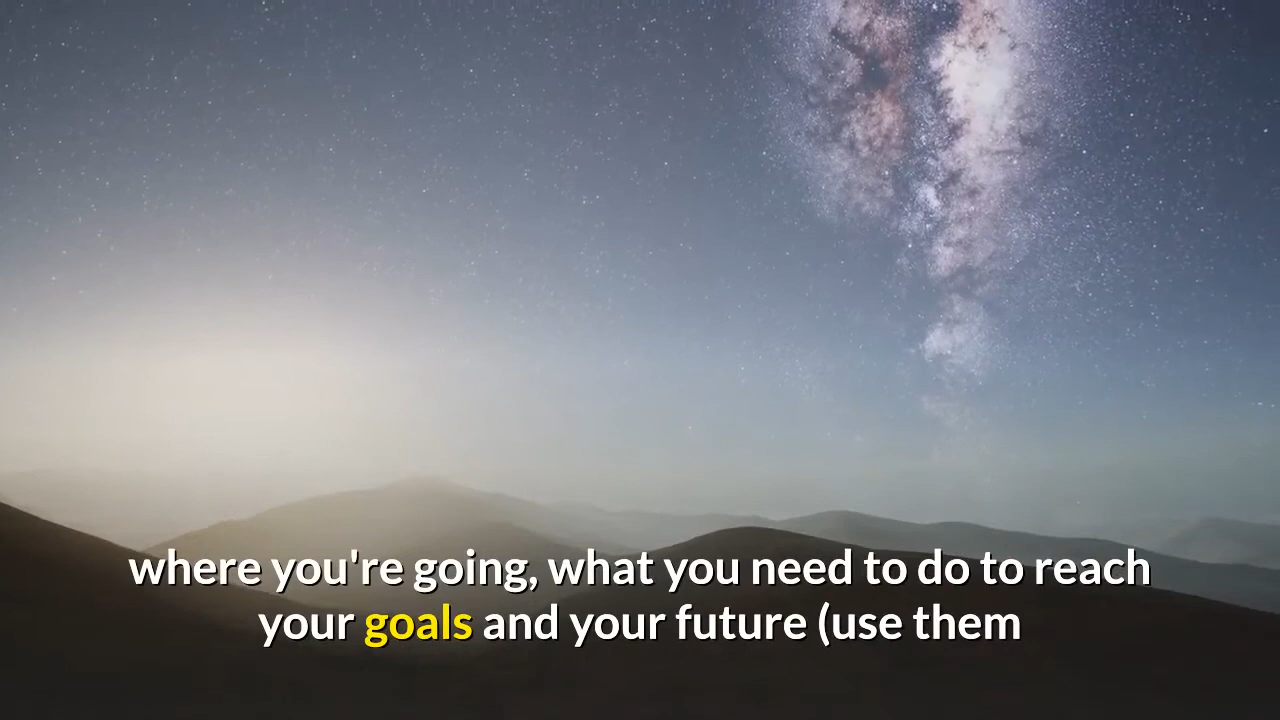 where you're going, what you need to do to reach
your goals and your future (use them